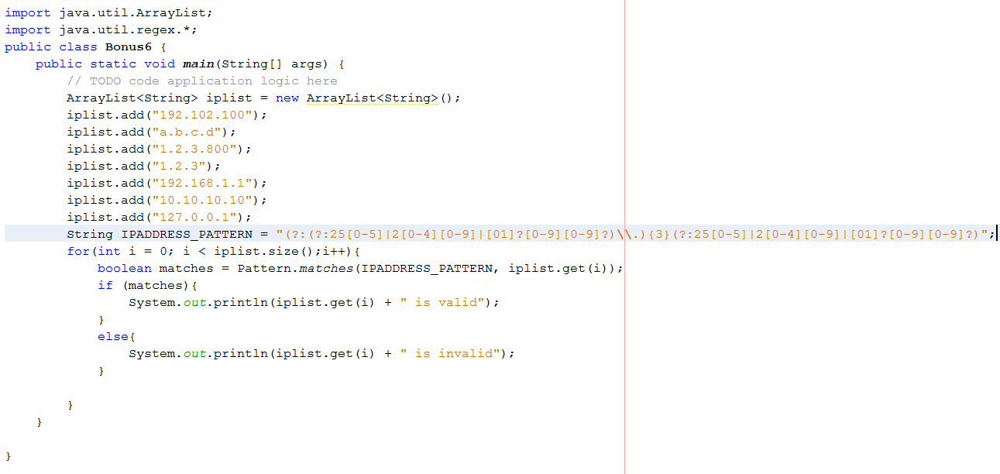 import java.util.ArrayList;
import java.util.regex.*;
public class Bonus6 {
    public static void main(String[] args) {
        // TODO code application logic here
        ArrayList<String> iplist = new ArrayList<String>();
        iplist.add("192.102.100");
        iplist.add("a.b.c.d");
        iplist.add("1.2.3.800");
        iplist.add("1.2.3");
        iplist.add("192.168.1.1");
        iplist.add("10.10.10.10");
        iplist.add("127.0.0.1");
        String IPADDRESS_PATTERN = "(?:(?:25[0-5]|2[0-4][0-9]|[01]?[0-9][0-9]?)\\.){3}(?:25[0-5]|2[0-4][0-9]|[01]?[0-9][0-9]?)";
        for(int i = 0; i < iplist.size();i++){
            boolean matches = Pattern.matches(IPADDRESS_PATTERN, iplist.get(i));
            if (matches){
                System.out.println(iplist.get(i) + " is valid");
            }
            else{
                System.out.println(iplist.get(i) + " is invalid");
            }
        }
    }
}